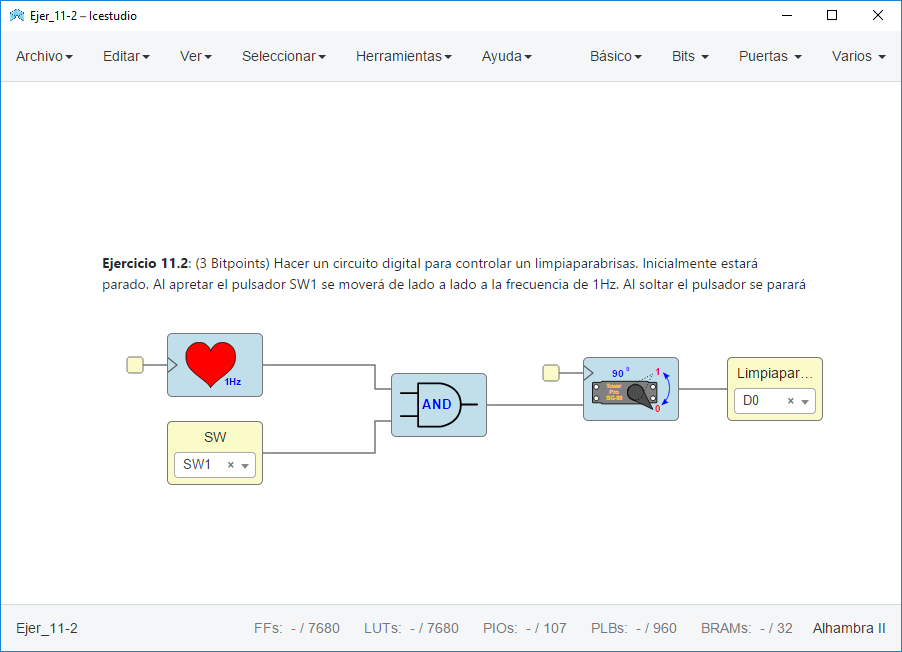 Ejer_11-2 – Icestudio
Archivo Editar Ver Seleccionar Herramientas Ayuda Básico Bits Puertas Varios
Ejercicio 11.2: (3 Bitpoints) Hacer un circuito digital para controlar un limpiaparabrisas. Inicialmente estará
parado. Al apretar el pulsador SW1 se moverá de lado a lado a la frecuencia de 1Hz. Al soltar el pulsador se parará
1Hz
SW
SW1 ×
AND
90 º
1
Tower
Pro
SG-90
0
Limpiapar...
D0 ×
Ejer_11-2 FFs: - / 7680 LUTs: - / 7680 PIOs: - / 107 PLBs: - / 960 BRAMs: - / 32 Alhambra II